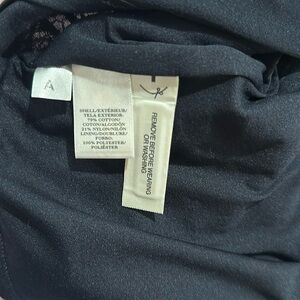 A
SHELL/EXTÉRIEUR/
TELA EXTERIOR:
79% COTTON/
COTON/ALGODÓN
21% NYLON/NILÓN
LINING/DOUBLURE/
FORRO:
100% POLYESTER/
POLIÉSTER
REMOVE BEFORE WEARING
OR WASHING